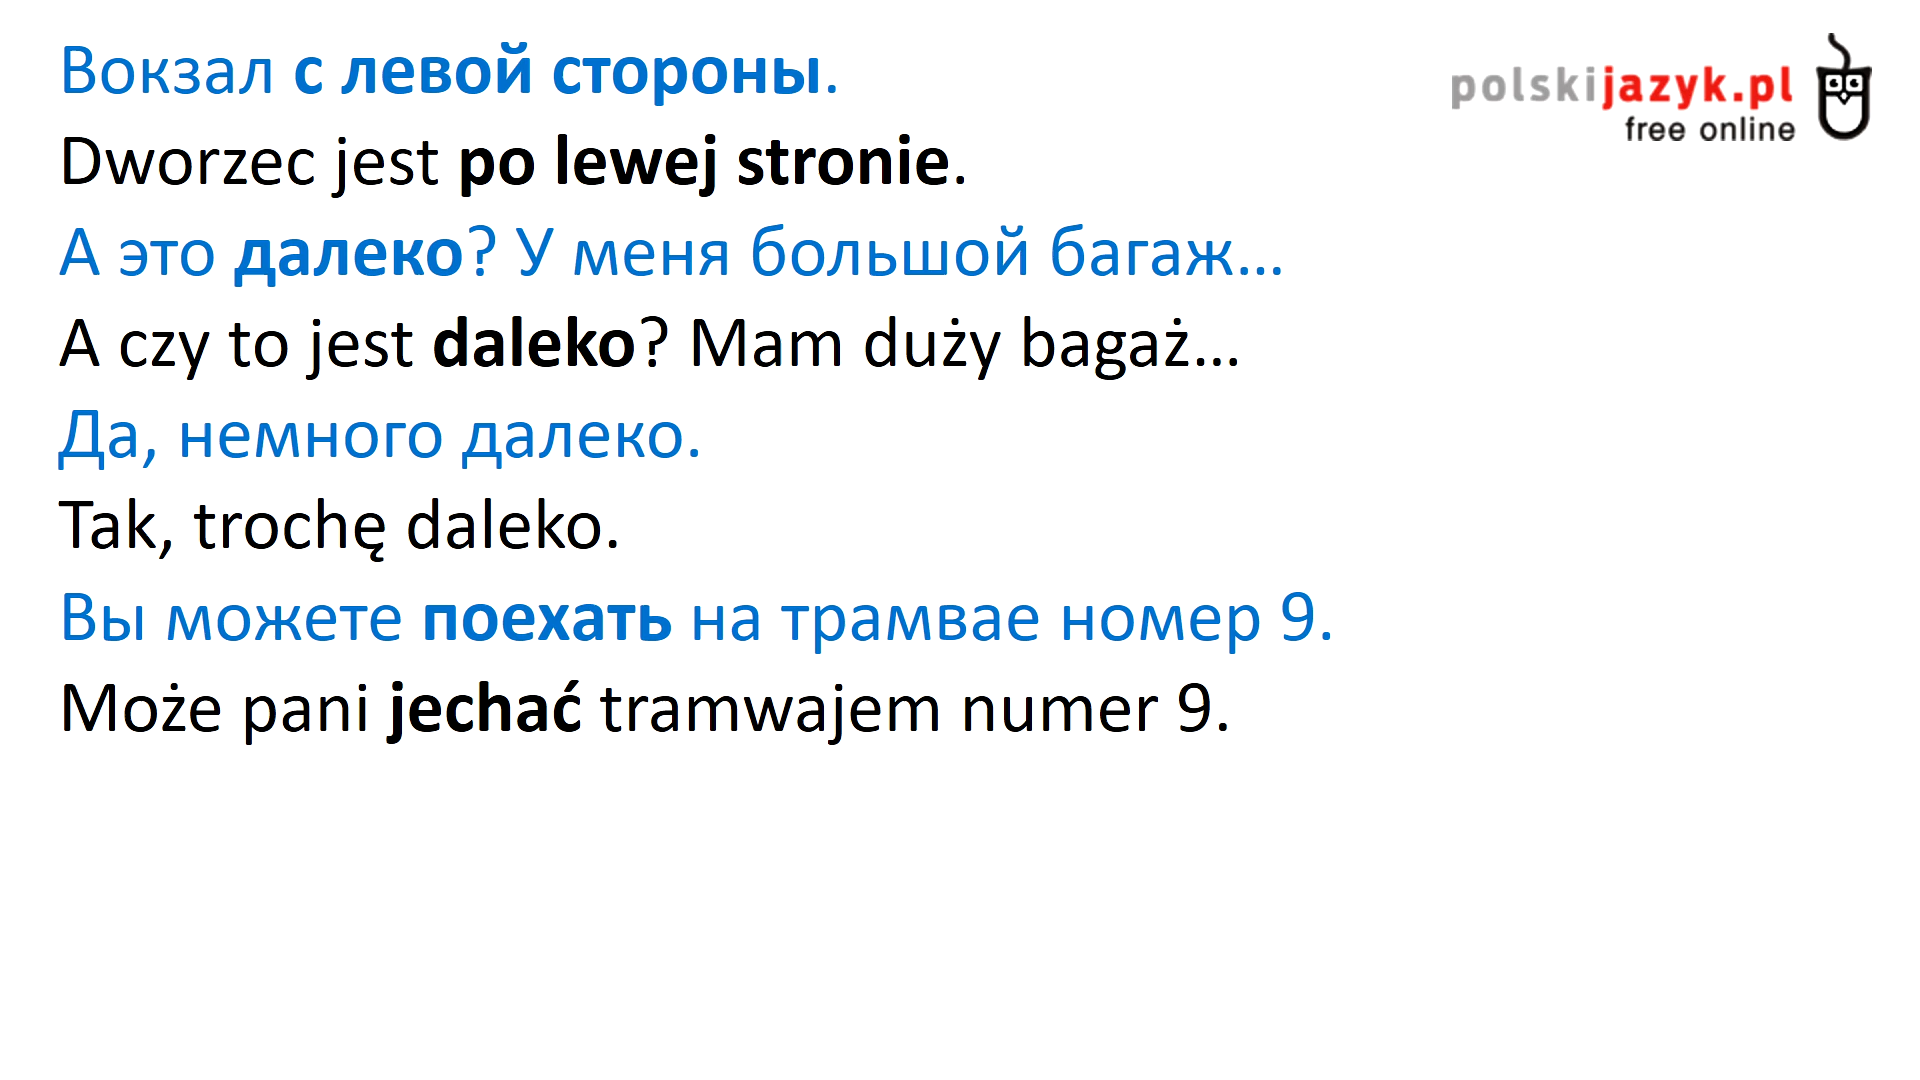 Вокзал с левой стороны.
polskijazyk.pl
free online
Dworzec jest po lewej stronie.
А это далеко? У меня большой багаж...
A czy to jest daleko? Mam duży bagaż...
Да, немного далеко.
Tak, trochę daleko.
Вы можете поехать на трамвае номер 9.
Może pani jechać tramwajem numer 9.